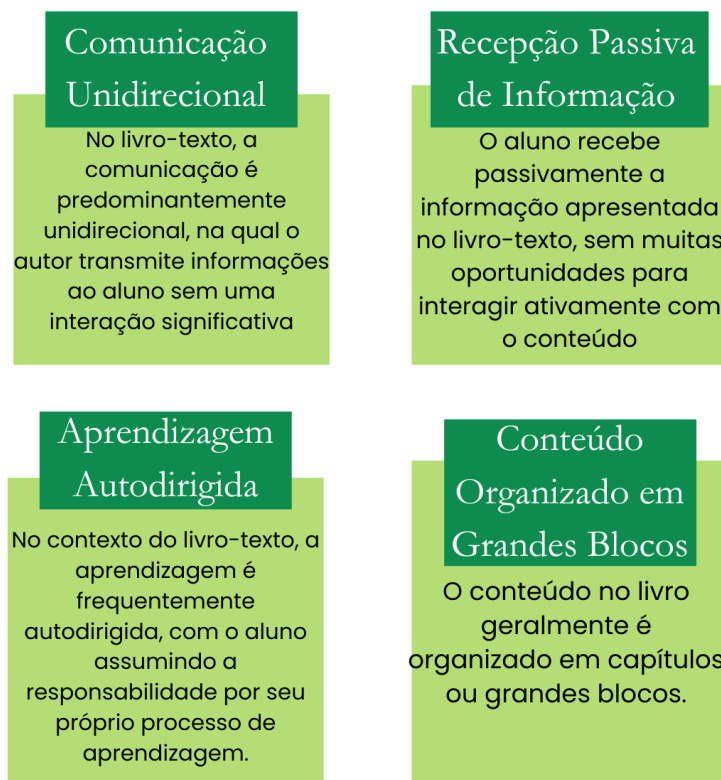 Comunicação
Unidirecional
No livro-texto, a
comunicação é
predominantemente
unidirecional, na qual o
autor transmite informações
ao aluno sem uma
interação significativa
Recepção Passiva
de Informação
O aluno recebe
passivamente a
informação apresentada
no livro-texto, sem muitas
oportunidades para
interagir ativamente com
o conteúdo
Aprendizagem
Autodirigida
No contexto do livro-texto, a
aprendizagem é
frequentemente
autodirigida, com o aluno
assumindo a
responsabilidade por seu
próprio processo de
aprendizagem.
Conteúdo
Organizado em
Grandes Blocos
O conteúdo no livro
geralmente é
organizado em capítulos
ou grandes blocos.